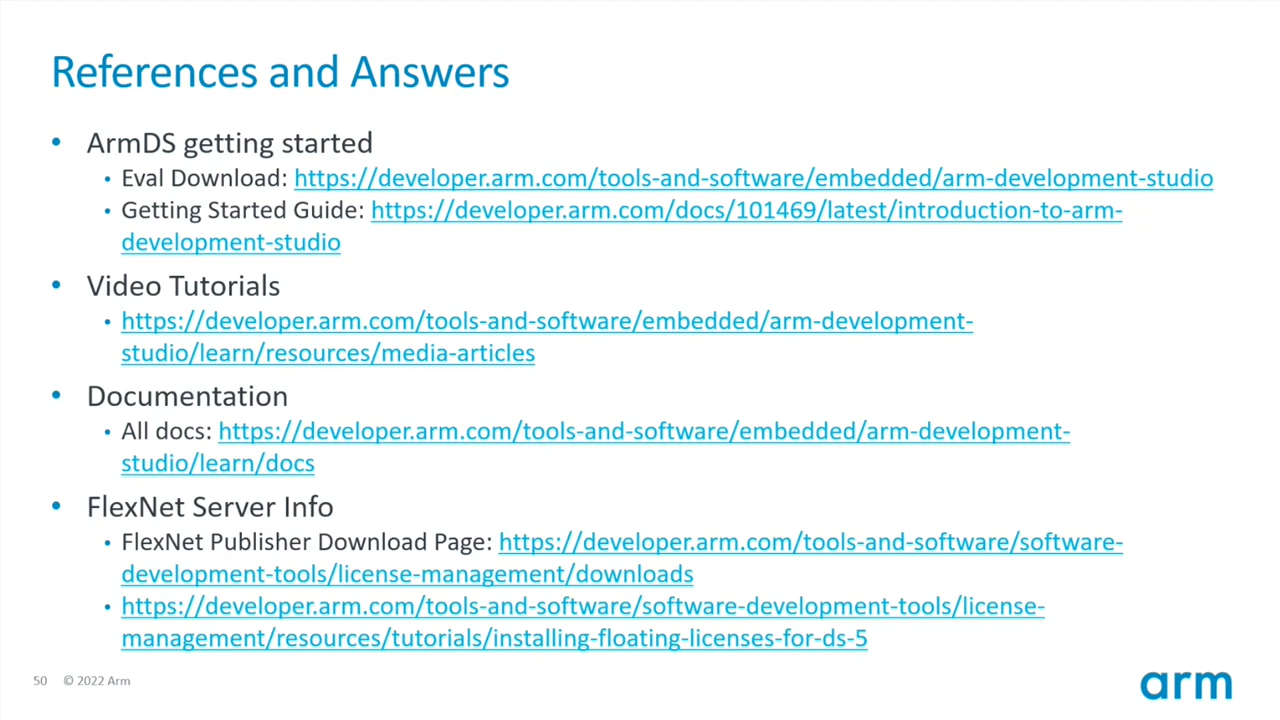 References and Answers
• ArmDS getting started
• Eval Download: https://developer.arm.com/tools-and-software/embedded/arm-development-studio
• Getting Started Guide: https://developer.arm.com/docs/101469/latest/introduction-to-arm-
development-studio
• Video Tutorials
• https://developer.arm.com/tools-and-software/embedded/arm-development-
studio/learn/resources/media-articles
• Documentation
• All docs: https://developer.arm.com/tools-and-software/embedded/arm-development-
studio/learn/docs
• FlexNet Server Info
• FlexNet Publisher Download Page: https://developer.arm.com/tools-and-software/software-
development-tools/license-management/downloads
• https://developer.arm.com/tools-and-software/software-development-tools/license-
management/resources/tutorials/installing-floating-licenses-for-ds-5
50 © 2022 Arm
arm